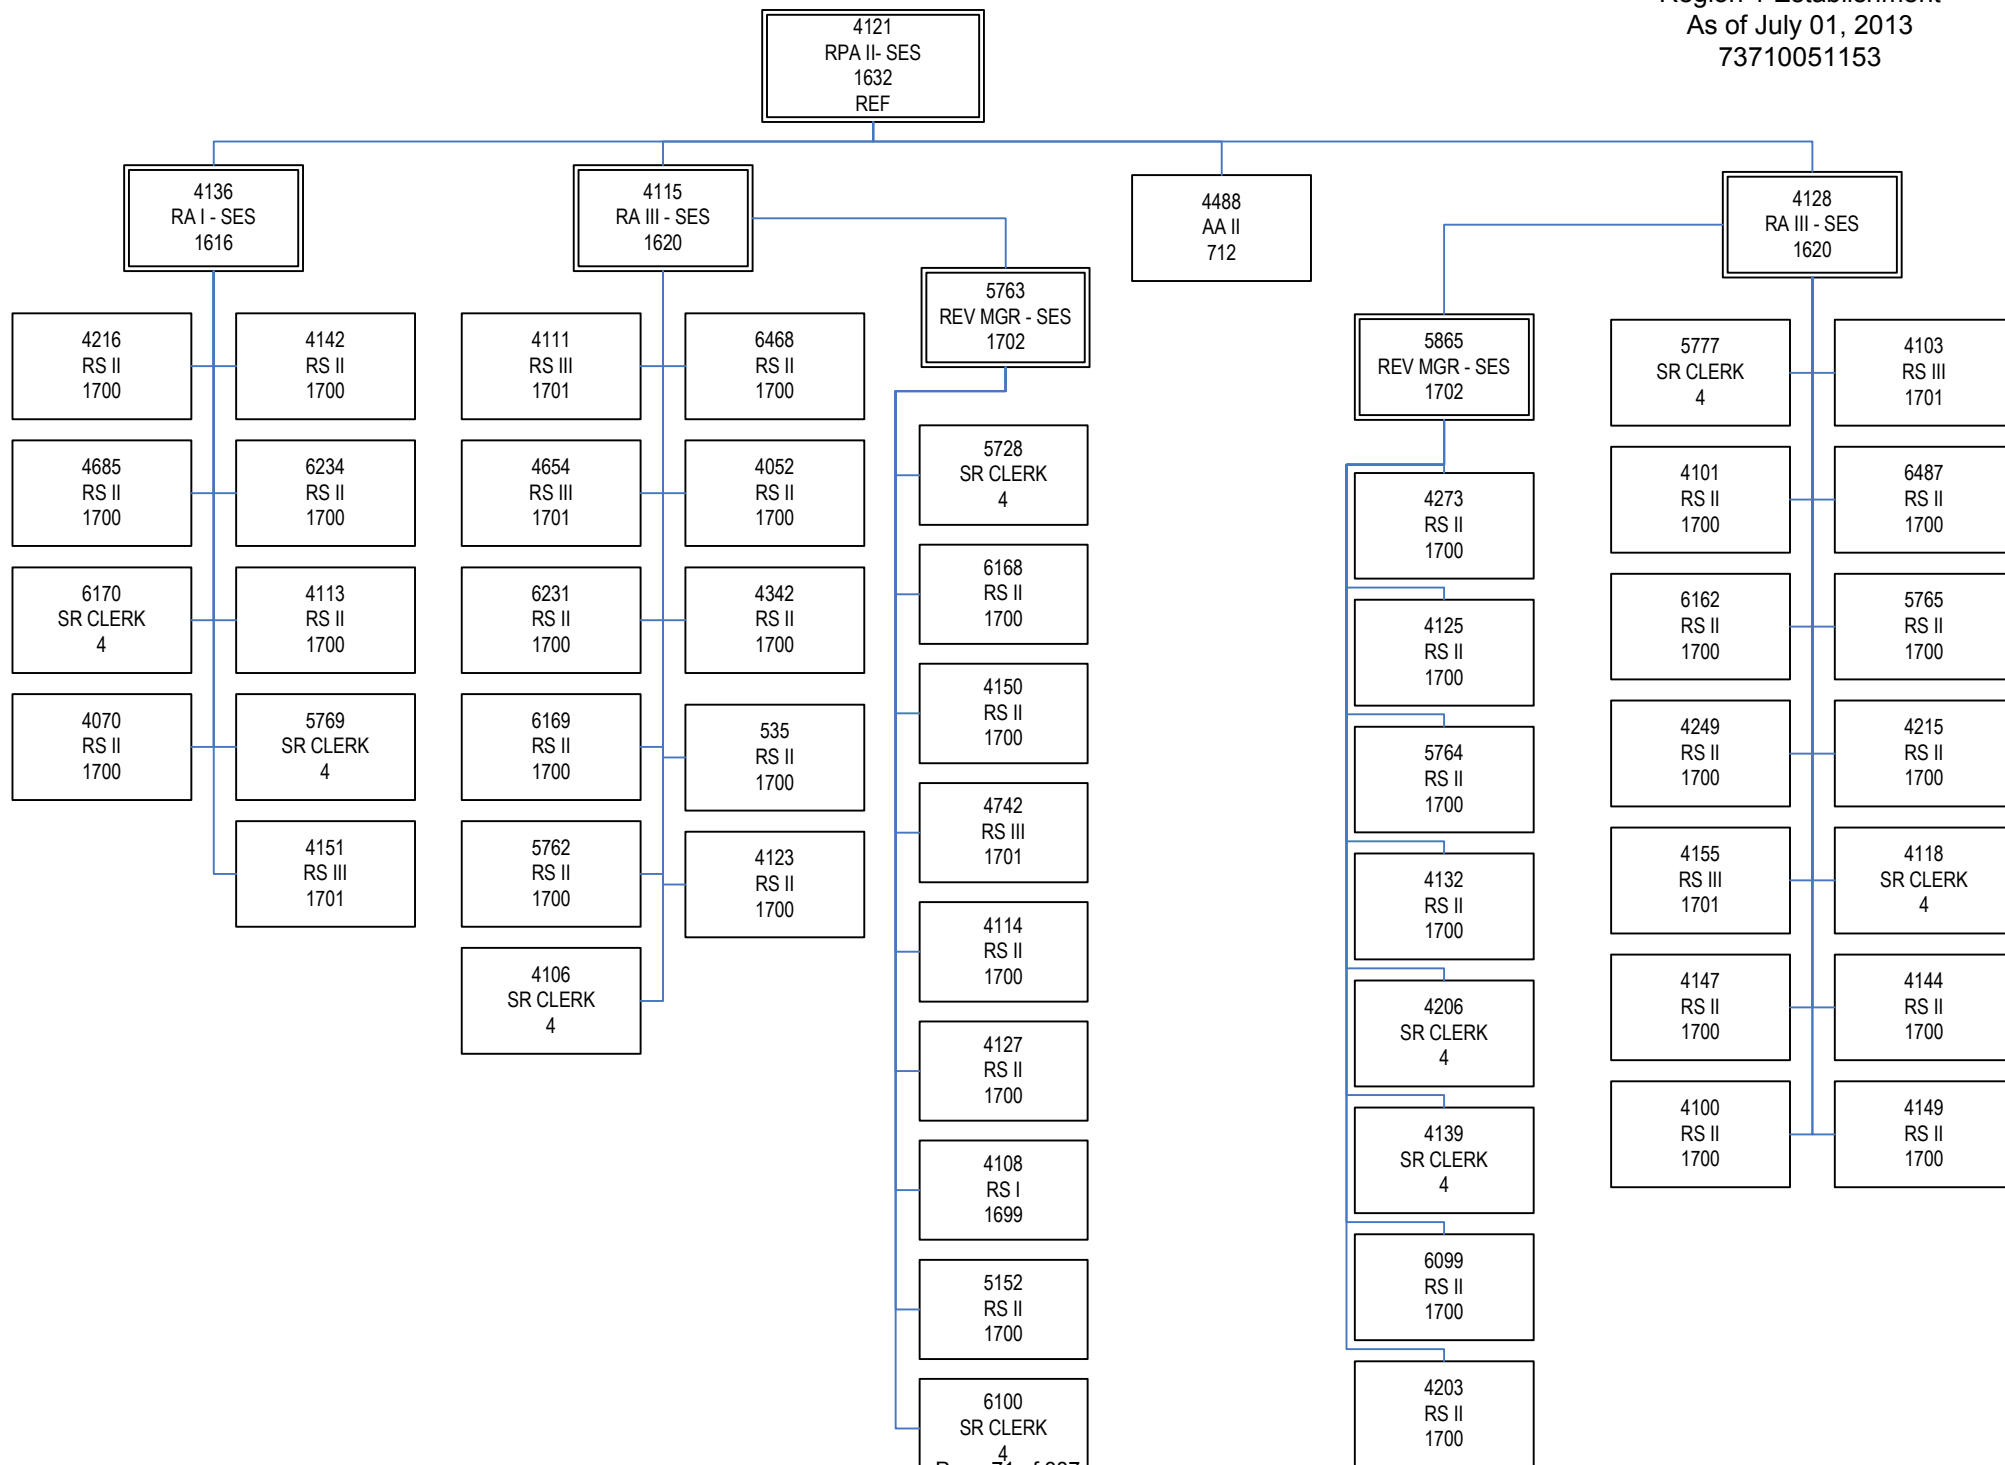 Establishment
As of July 01, 2013
73710051153
4121
RPA II- SES
1632
REF
4136
RA I - SES
1616
4115
RA III - SES
1620
4488
AA II
712
4128
RA III - SES
1620
5763
REV MGR - SES
1702
5865
REV MGR - SES
1702
4216
RS II
1700
4142
RS II
1700
4685
RS II
1700
6234
RS II
1700
6170
SR CLERK
4
4113
RS II
1700
4070
RS II
1700
5769
SR CLERK
4
4151
RS III
1701
4111
RS III
1701
6468
RS II
1700
4654
RS III
1701
4052
RS II
1700
6231
RS II
1700
4342
RS II
1700
6169
RS II
1700
535
RS II
1700
5762
RS II
1700
4123
RS II
1700
4106
SR CLERK
4
5728
SR CLERK
4
6168
RS II
1700
4150
RS II
1700
4742
RS III
1701
4114
RS II
1700
4127
RS II
1700
4108
RS I
1699
5152
RS II
1700
6100
SR CLERK
4
4273
RS II
1700
4125
RS II
1700
5764
RS II
1700
4132
RS II
1700
4206
SR CLERK
4
4139
SR CLERK
4
6099
RS II
1700
4203
RS II
1700
5777
SR CLERK
4
4103
RS III
1701
4101
RS II
1700
6487
RS II
1700
6162
RS II
1700
5765
RS II
1700
4249
RS II
1700
4215
RS II
1700
4155
RS III
1701
4118
SR CLERK
4
4147
RS II
1700
4144
RS II
1700
4100
RS II
1700
4149
RS II
1700